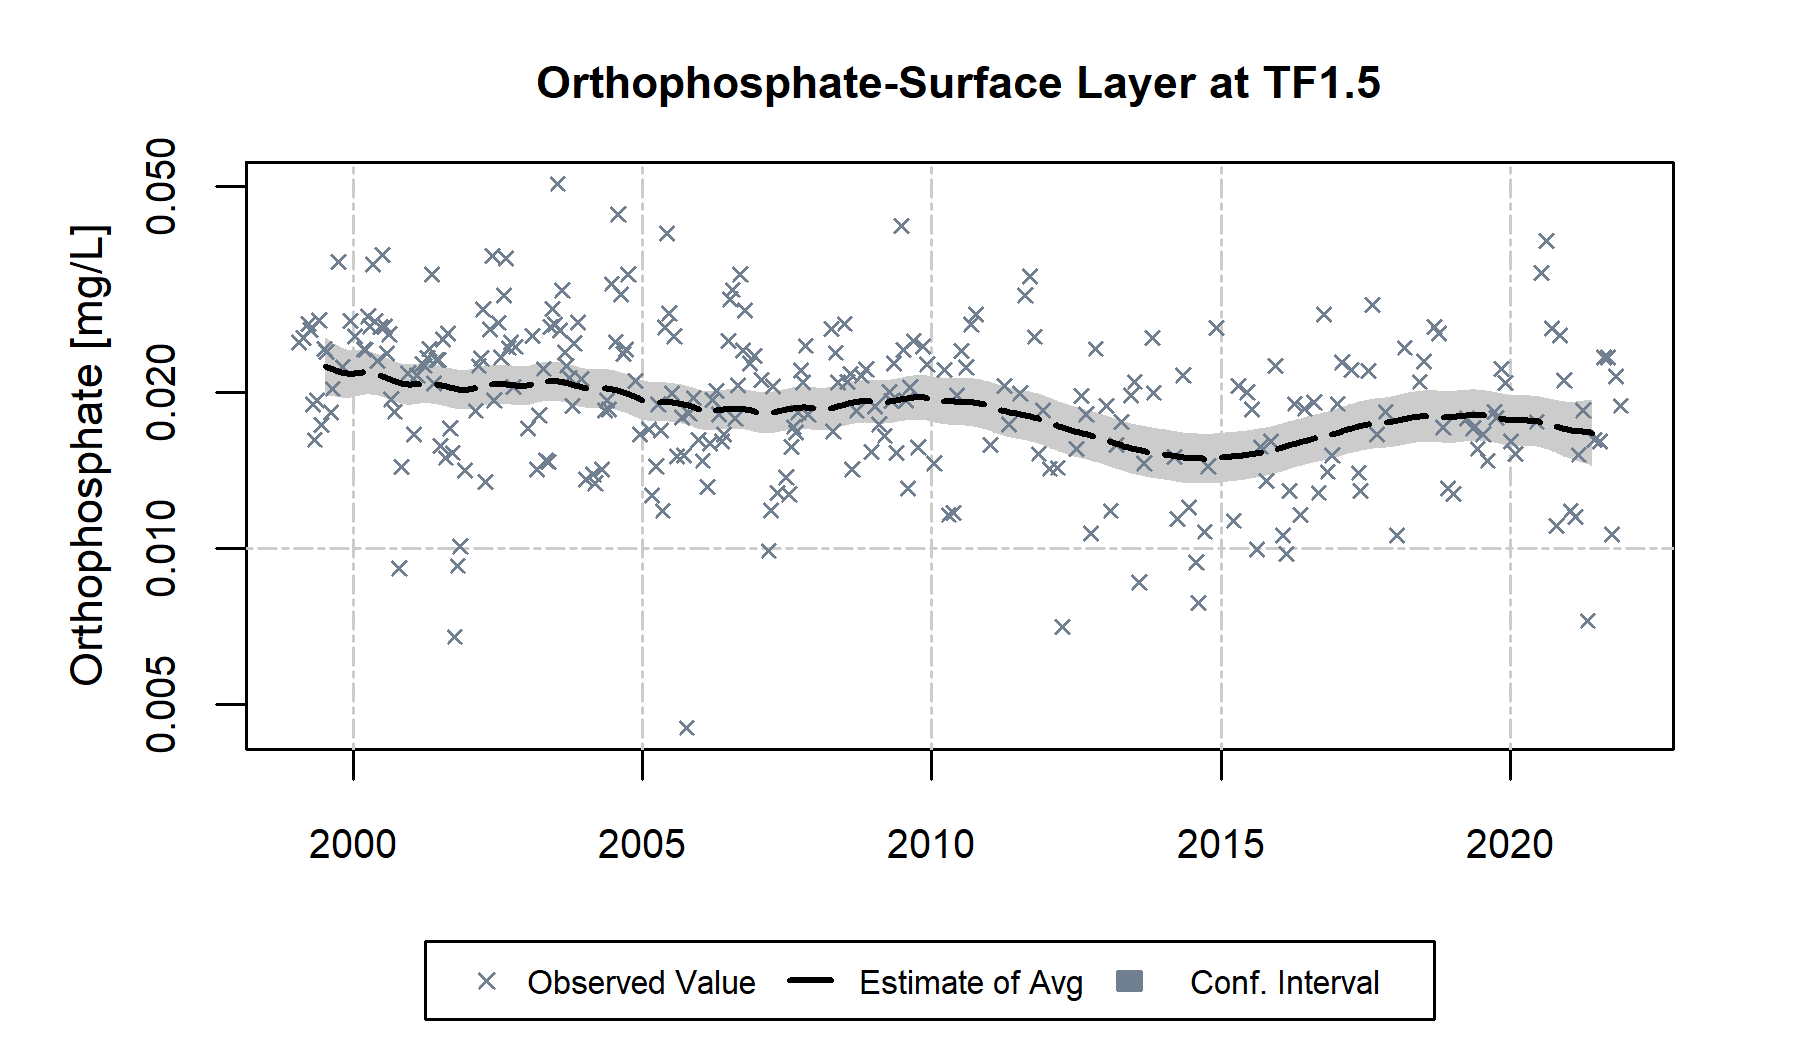 Orthophosphate-Surface Layer at TF1.5
Orthophosphate [mg/L]
0.050
0.020
0.010
0.005
2000 2005 2010 2015 2020
Observed Value Estimate of Avg Conf. Interval